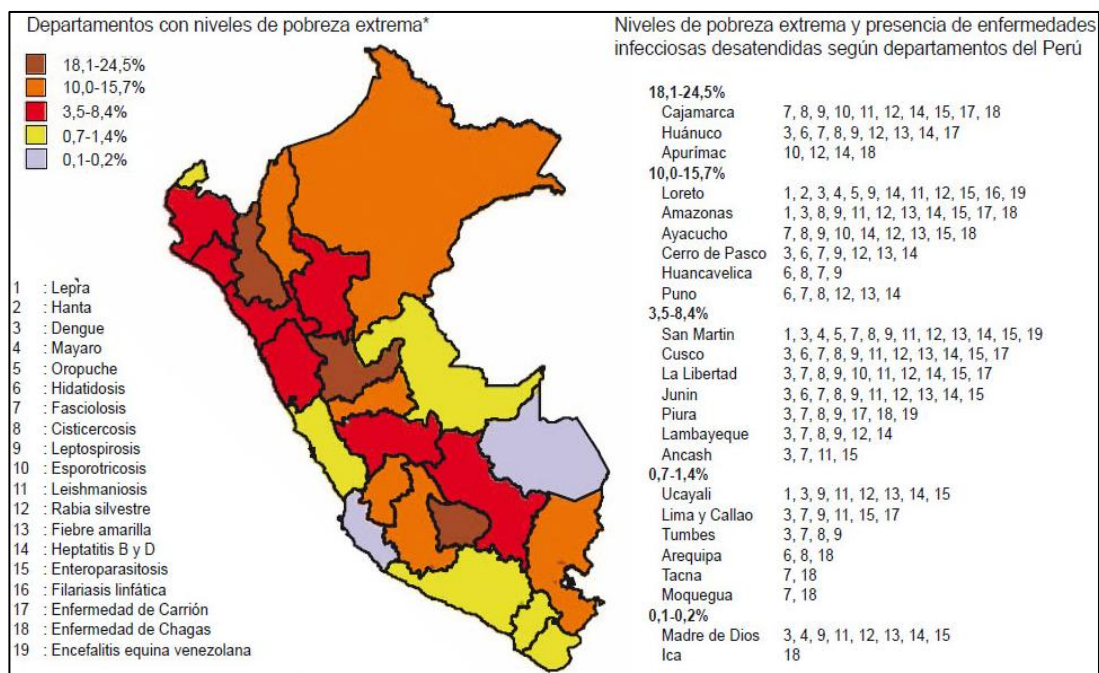 Departamentos con niveles de pobreza extrema*
18,1-24,5%
10,0-15,7%
3,5-8,4%
0,7-1,4%
0,1-0,2%
1 : Lepra
2 : Hanta
3 : Dengue
4 : Mayaro
5 : Oropuche
6 : Hidatidosis
7 : Fasciolosis
8 : Cisticercosis
9 : Leptospirosis
10 : Esporotricosis
11 : Leishmaniosis
12 : Rabia silvestre
13 : Fiebre amarilla
14 : Heptatitis B y D
15 : Enteroparasitosis
16 : Filariasis linfática
17 : Enfermedad de Carrión
18 : Enfermedad de Chagas
19 : Encefalitis equina venezolana
Niveles de pobreza extrema y presencia de enfermedades
infecciosas desatendidas según departamentos del Perú
18,1-24,5%
Cajamarca 7, 8, 9, 10, 11, 12, 14, 15, 17, 18
Huánuco 3, 6, 7, 8, 9, 12, 13, 14, 17
Apurímac 10, 12, 14, 18
10,0-15,7%
Loreto 1, 2, 3, 4, 5, 9, 14, 11, 12, 15, 16, 19
Amazonas 1, 3, 8, 9, 11, 12, 13, 14, 15, 17, 18
Ayacucho 7, 8, 9, 10, 14, 12, 13, 15, 18
Cerro de Pasco 3, 6, 7, 9, 12, 13, 14
Huancavelica 6, 8, 7, 9
Puno 6, 7, 8, 12, 13, 14
3,5-8,4%
San Martin 1, 3, 4, 5, 7, 8, 9, 11, 12, 13, 14, 15, 19
Cusco 3, 6, 7, 8, 9, 11, 12, 13, 14, 15, 17
La Libertad 3, 7, 8, 9, 10, 11, 12, 14, 15, 17
Junin 3, 6, 7, 8, 9, 11, 12, 13, 14, 15
Piura 3, 7, 8, 9, 17, 18, 19
Lambayeque 3, 7, 8, 9, 12, 14
Ancash 3, 7, 11, 15
0,7-1,4%
Ucayali 1, 3, 9, 11, 12, 13, 14, 15
Lima y Callao 3, 7, 9, 11, 15, 17
Tumbes 3, 7, 8, 9
Arequipa 6, 8, 18
Tacna 7, 18
Moquegua 7, 18
0,1-0,2%
Madre de Dios 3, 4, 9, 11, 12, 13, 14, 15
Ica 18